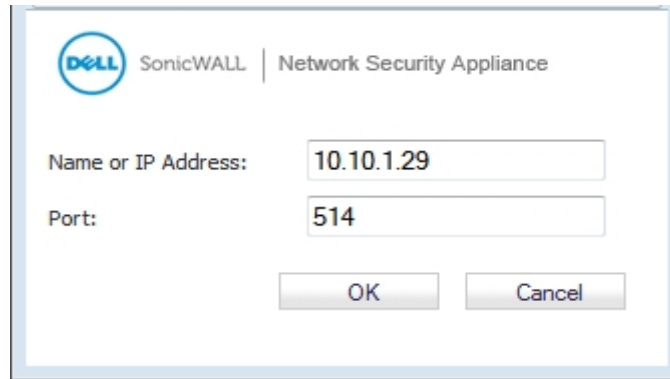 DELL SonicWALL | Network Security Appliance
Name or IP Address: 10.10.1.29
Port: 514
OK Cancel